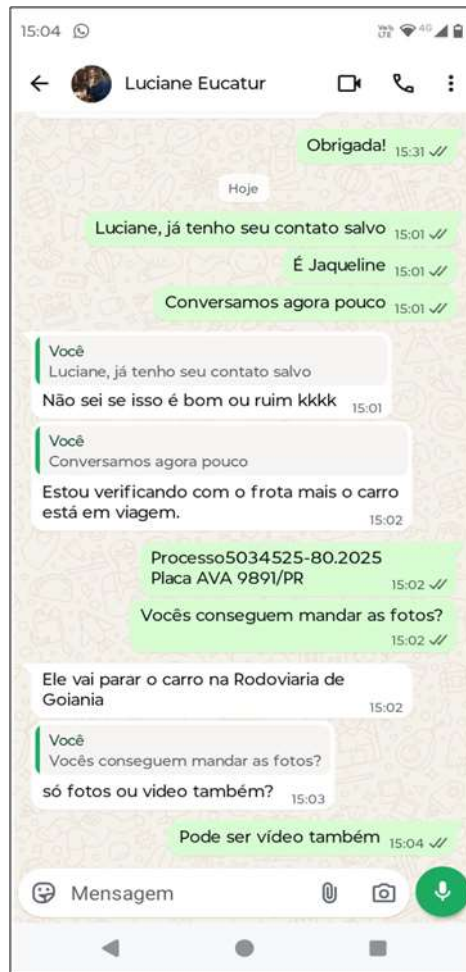 15:04
VoLTE 4G
Luciane Eucatur
Obrigada! 15:31
Hoje
Luciane, já tenho seu contato salvo 15:01
É Jaqueline 15:01
Conversamos agora pouco 15:01
Você
Luciane, já tenho seu contato salvo
Não sei se isso é bom ou ruim kkkk 15:01
Você
Conversamos agora pouco
Estou verificando com o frota mais o carro
está em viagem.
15:02
Processo5034525-80.2025
Placa AVA 9891/PR 15:02
Vocês conseguem mandar as fotos?
15:02
Ele vai parar o carro na Rodoviaria de
Goiania 15:02
Você
Vocês conseguem mandar as fotos?
só fotos ou video também? 15:03
Pode ser vídeo também 15:04
Mensagem